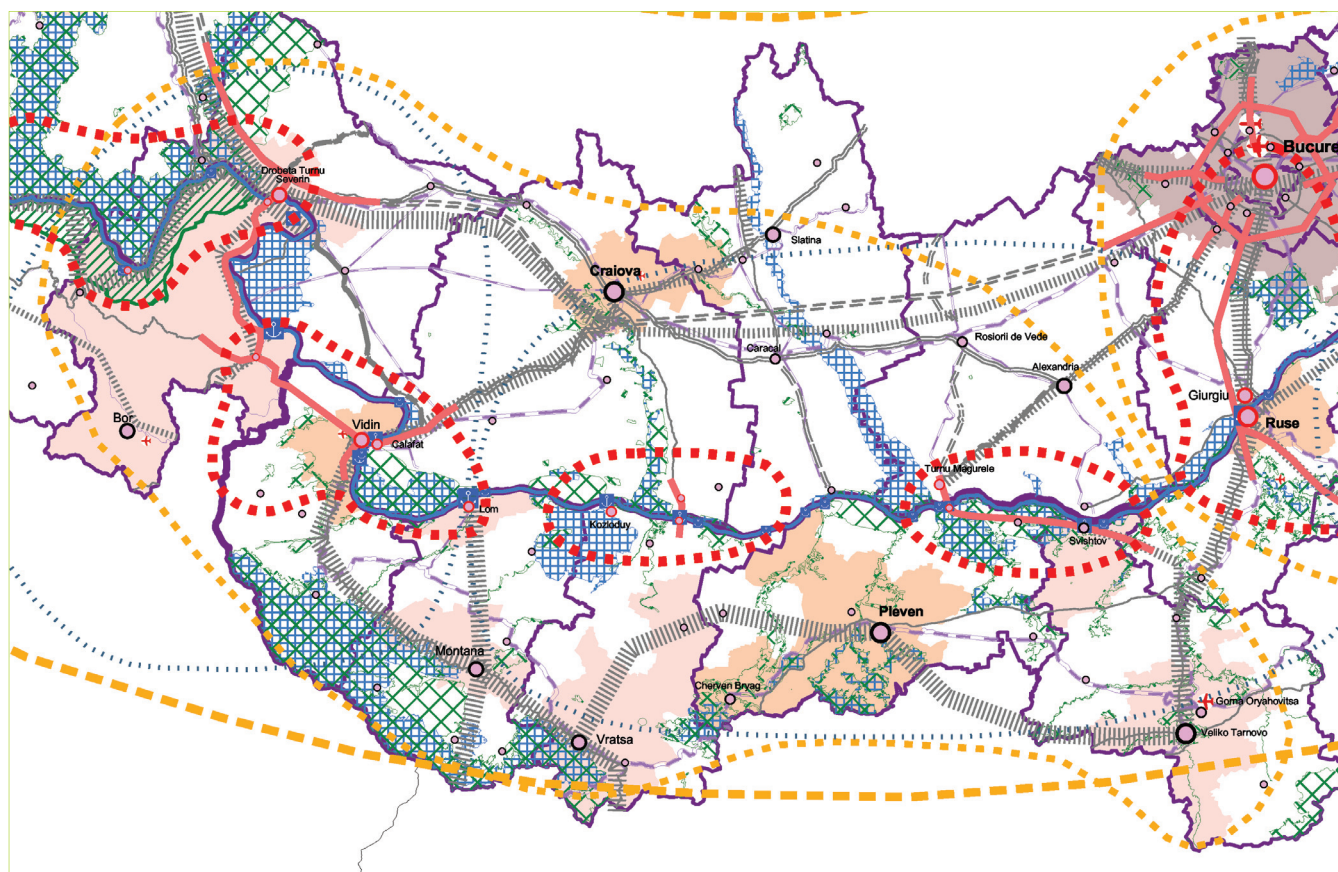 Bucure
Drobeta Turnu
Severin
Slatina
Craiova
Rosiorii de Vede
Caracal
Alexandria
Giurgiu
Ruse
Bor
Vidin
Calafat
Turnu Magurele
Lom
Kozloduy
Svishtov
Pleven
Montana
Cherven Bryag
Gorna Oryahovitsa
Vratsa
Veliko Tarnovo